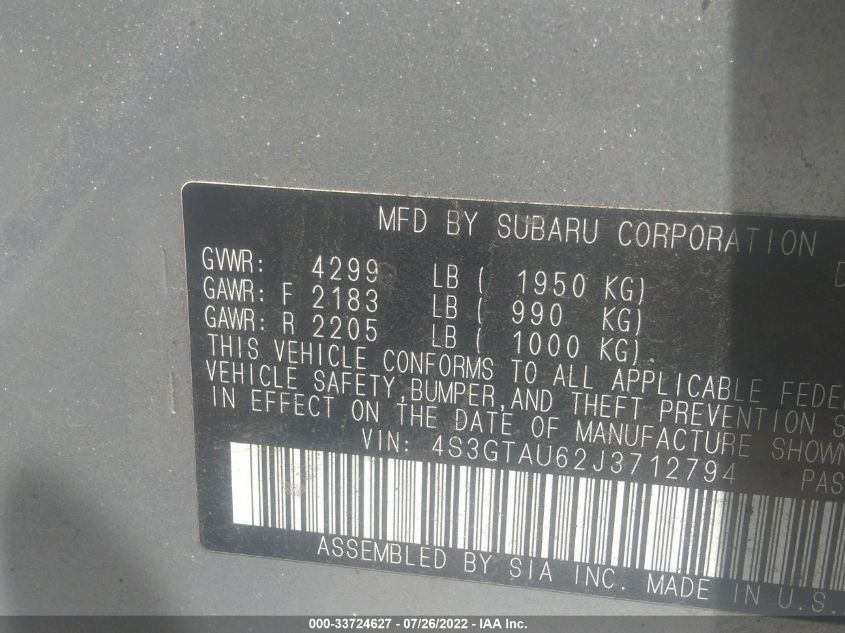 MFD BY SUBARU CORPORATION
GVWR: 4299 LB ( 1950 KG)
GAWR: F 2183 LB ( 990 KG)
GAWR: R 2205 LB ( 1000 KG)
THIS VEHICLE CONFORMS TO ALL APPLICABLE FEDE
VEHICLE SAFETY,BUMPER,AND THEFT PREVENTION S
IN EFFECT ON THE DATE OF MANUFACTURE SHOWN
VIN: 4S3GTAU62J3712794 PAS
ASSEMBLED BY SIA INC. MADE IN U.S.
000-33724627 - 07/26/2022 - IAA Inc.